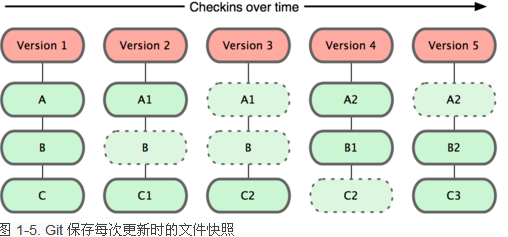 Checkins over time
Version 1 Version 2 Version 3 Version 4 Version 5
A A1 A1 A2 A2
B B B B1 B2
C C1 C2 C2 C3
图 1-5. Git 保存每次更新时的文件快照